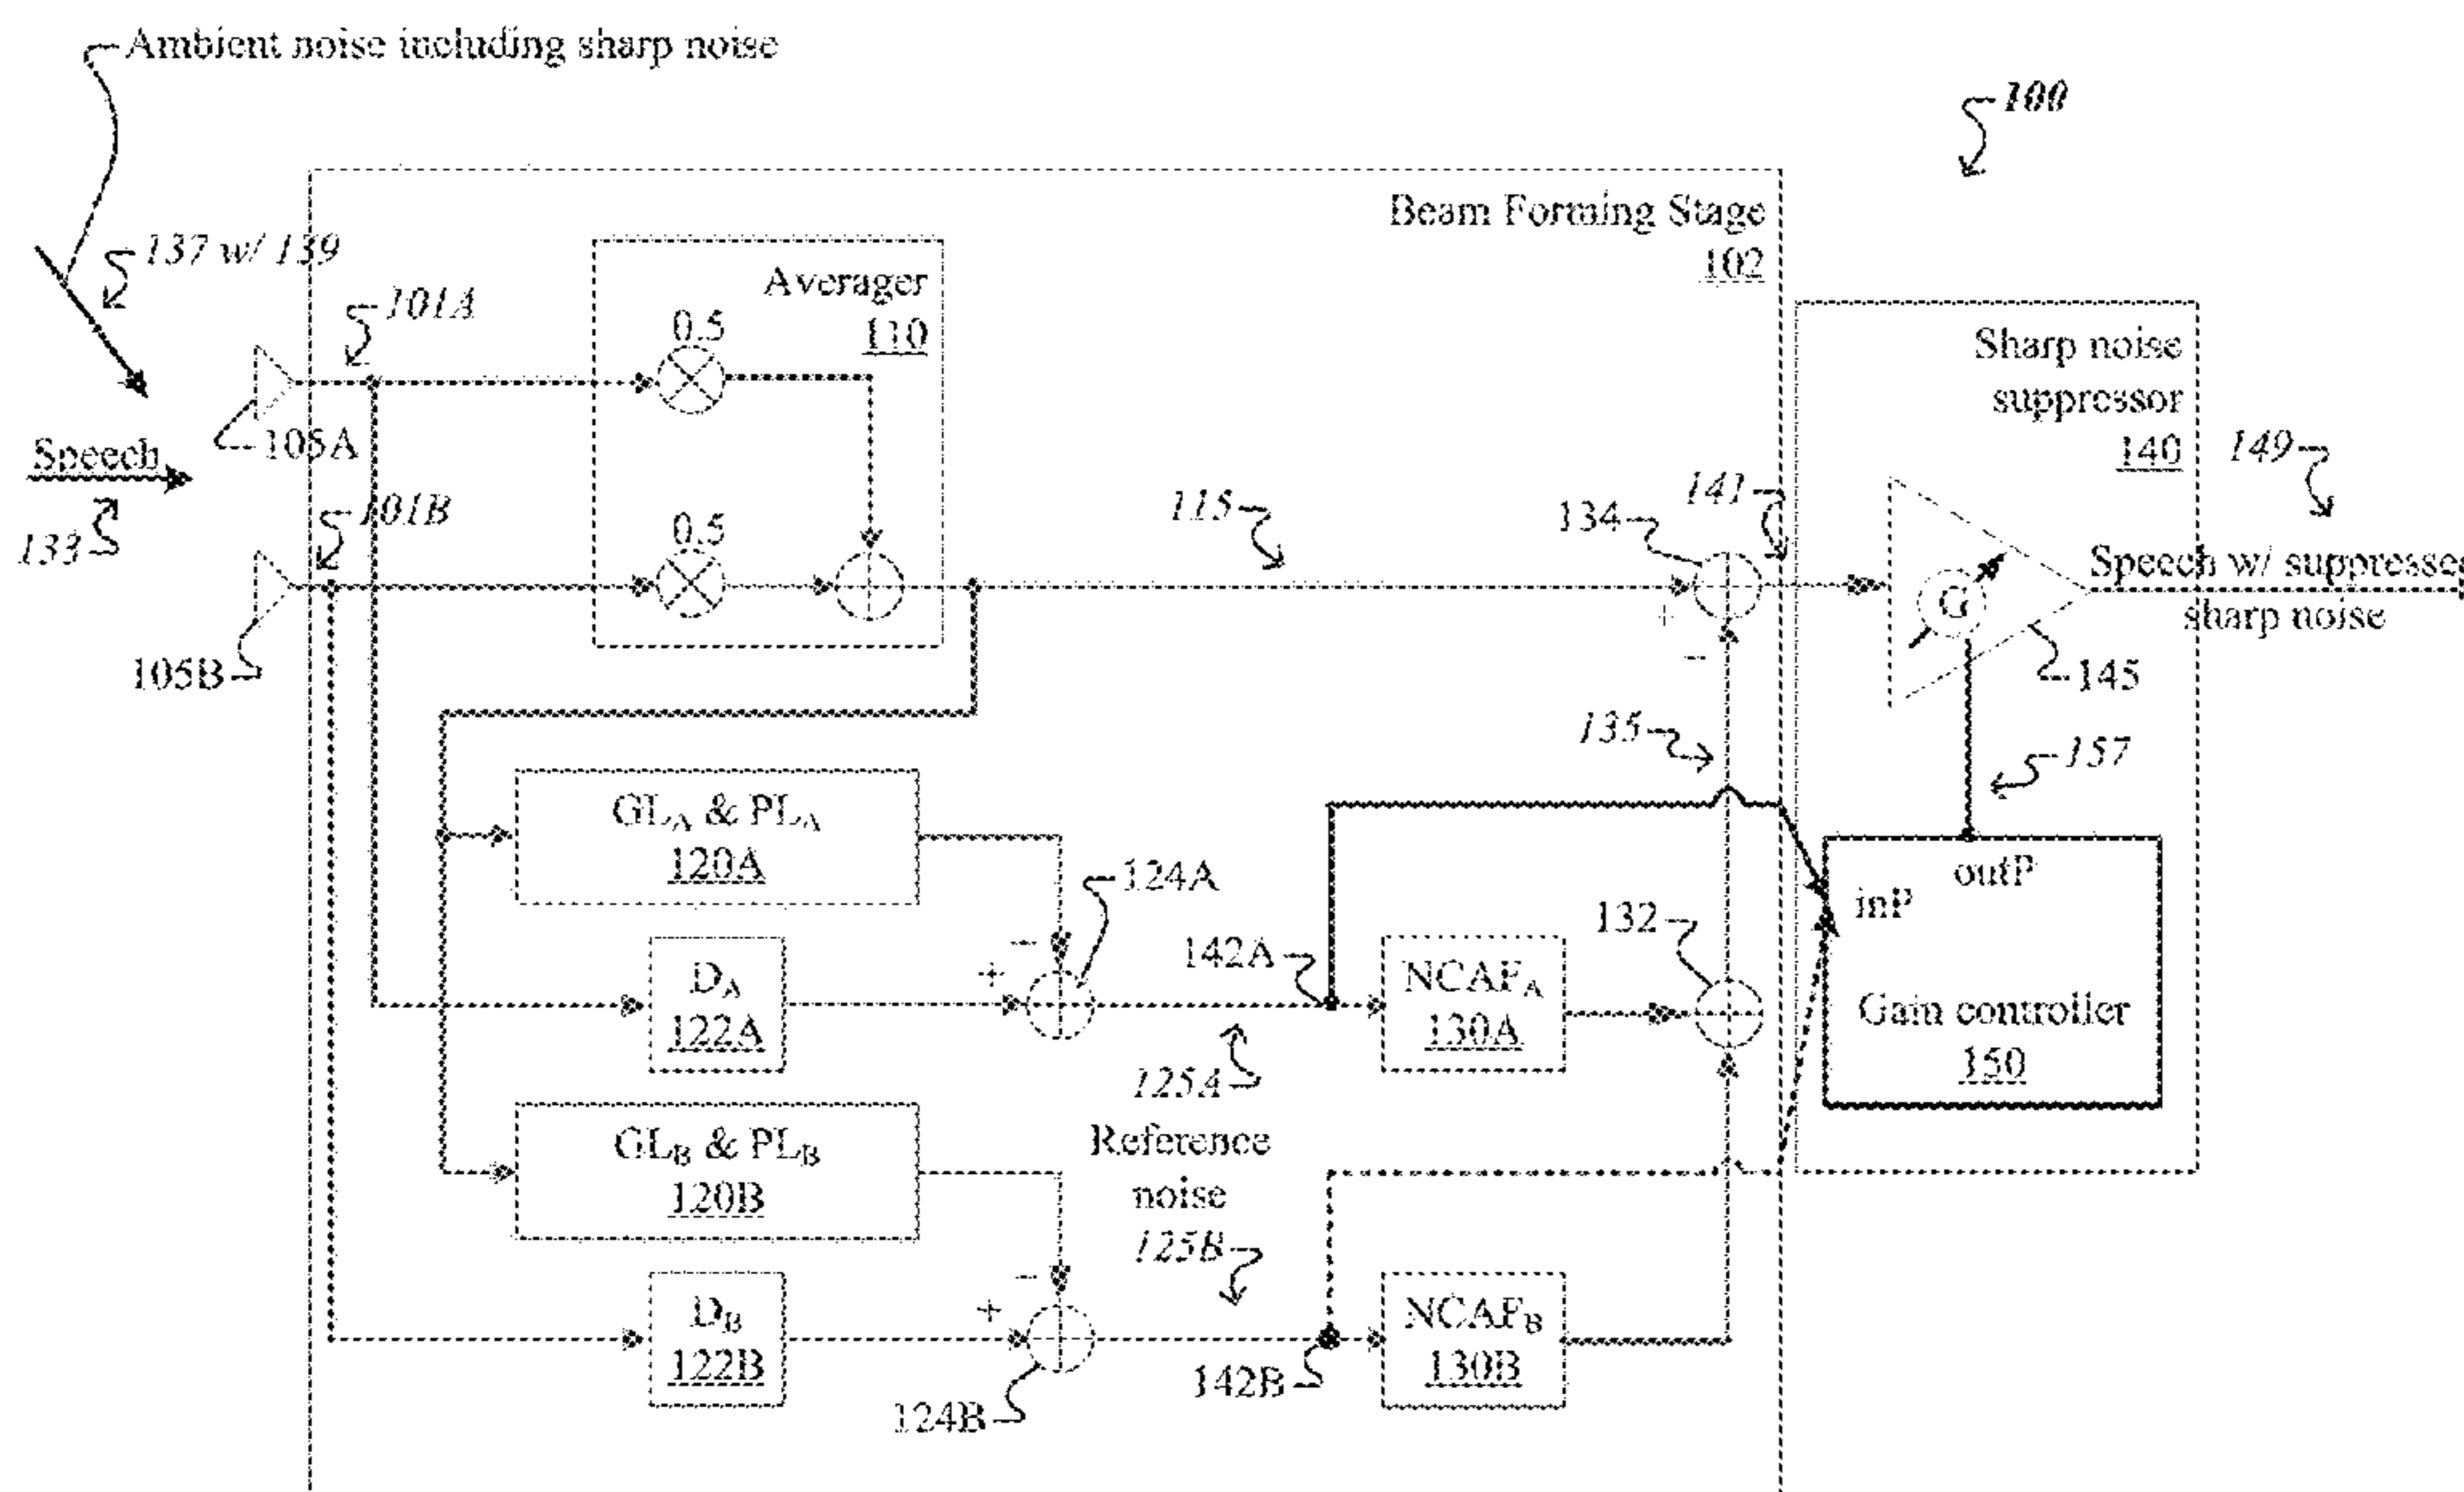 Ambient noise including sharp noise
100
Beam Forming Stage
102
137 w/ 139
101A
Averager
110
0.5
Sharp noise
suppressor
140
105A
Speech
133
101B
0.5
115
134
141
149
Speech w/ suppresses
sharp noise
G
+
−
105B
145
135
157
GLA & PLA
120A
outP
inP
124A
−
+
142A
132
DA
122A
NCAFA
130A
Gain controller
150
125A
GLB & PLB
120B
Reference
noise
125B
−
+
DB
122B
NCAFB
130B
142B
124B